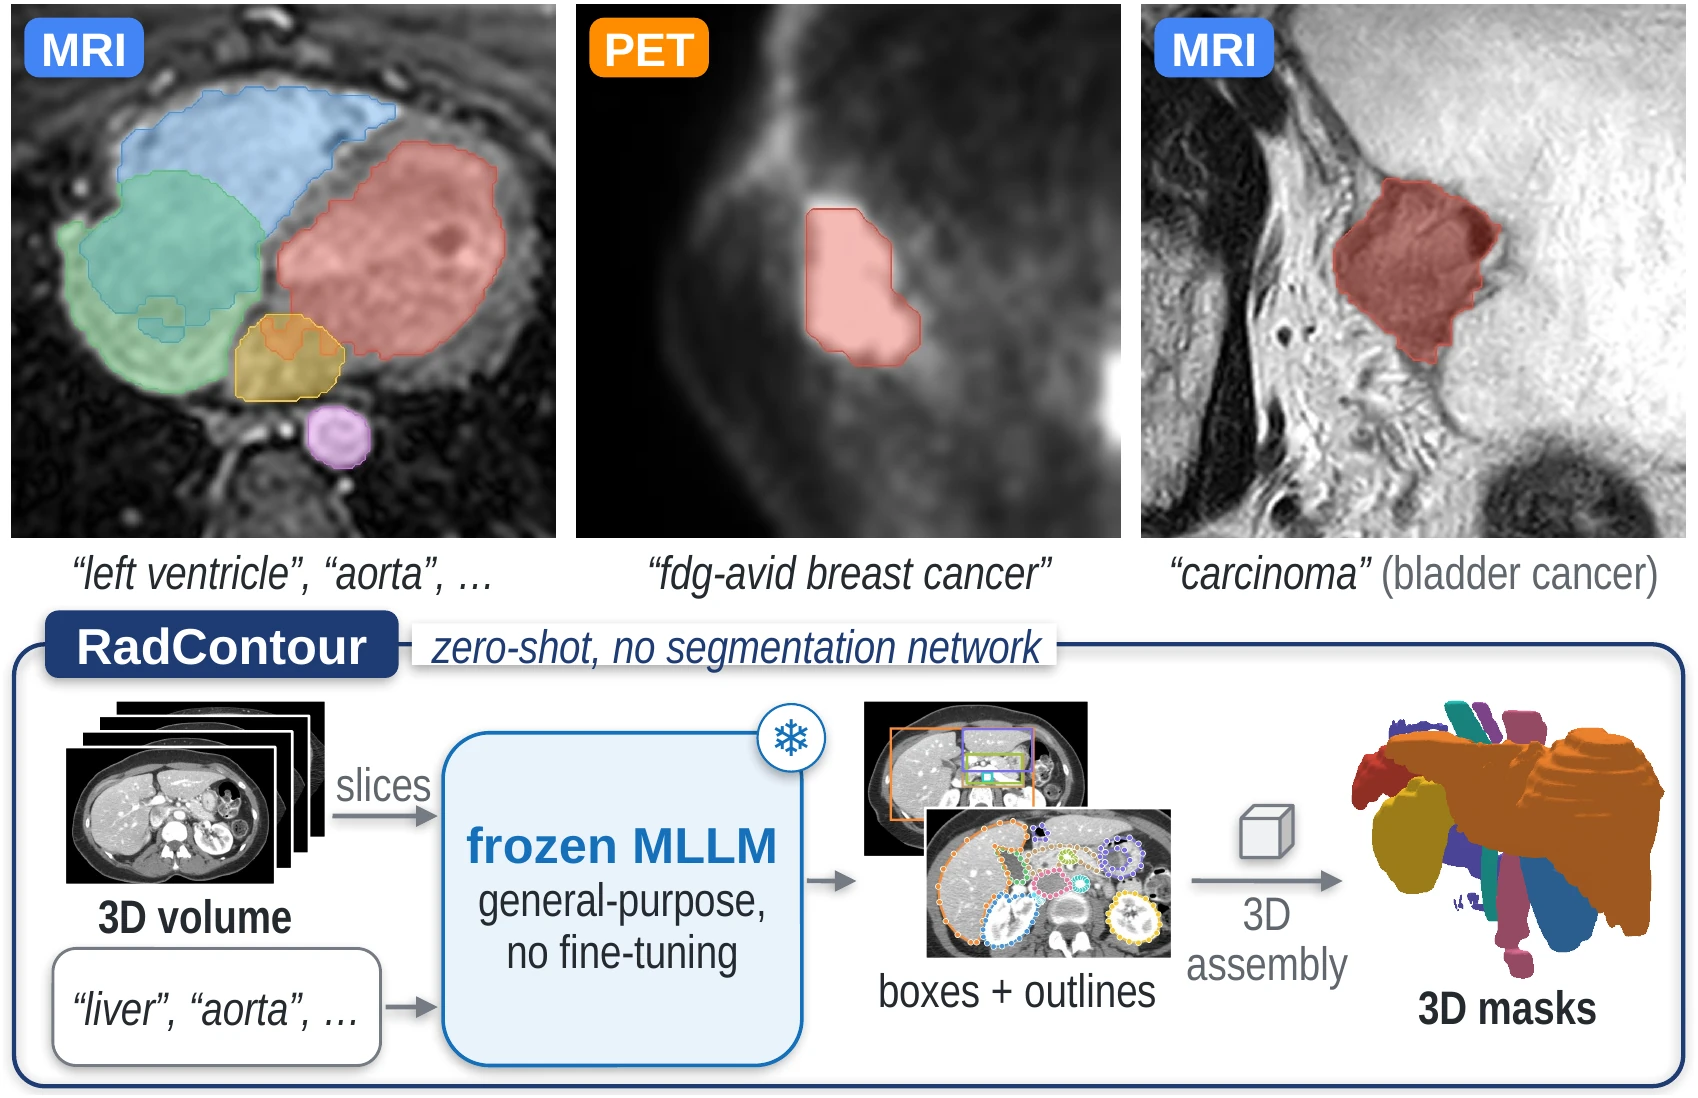 MRI
PET
MRI
“left ventricle”, “aorta”, …
“fdg-avid breast cancer”
“carcinoma” (bladder cancer)
RadContour
zero-shot, no segmentation network
slices
3D volume
“liver”, “aorta”, …
frozen MLLM
general-purpose,
no fine-tuning
boxes + outlines
3D
assembly
3D masks